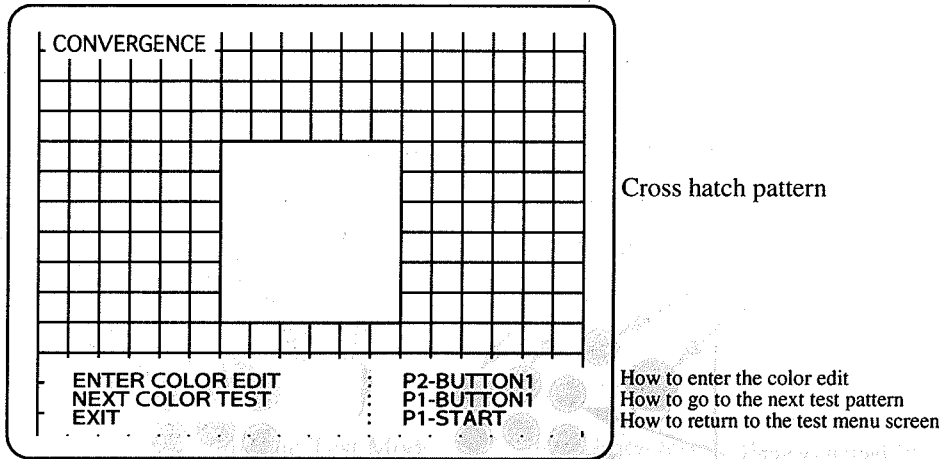 CONVERGENCE
Cross hatch pattern
ENTER COLOR EDIT : P2-BUTTON1 How to enter the color edit
NEXT COLOR TEST : P1-BUTTON1 How to go to the next test pattern
EXIT : P1-START How to return to the test menu screen